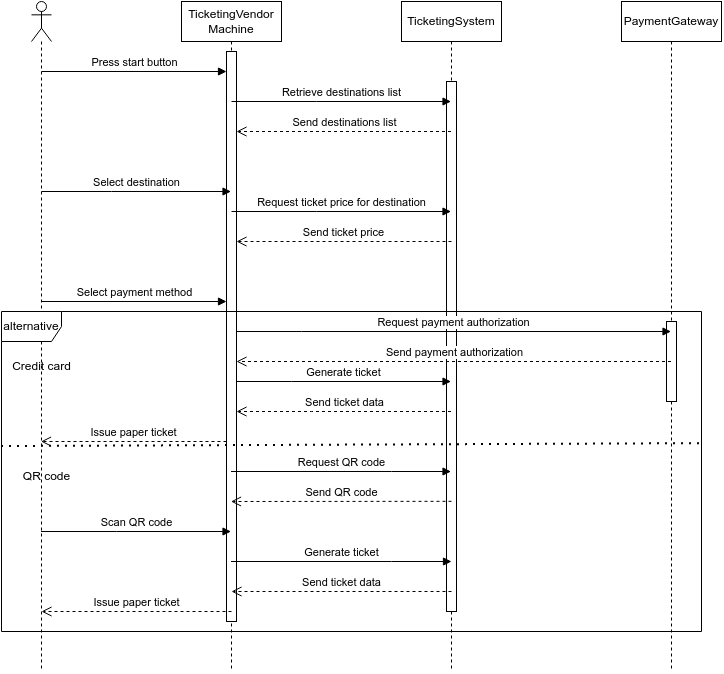 TicketingVendor
Machine
TicketingSystem
PaymentGateway
Press start button
Retrieve destinations list
Send destinations list
Select destination
Request ticket price for destination
Send ticket price
Select payment method
alternative
Request payment authorization
Send payment authorization
Credit card
Generate ticket
Send ticket data
Issue paper ticket
Request QR code
QR code
Send QR code
Scan QR code
Generate ticket
Send ticket data
Issue paper ticket